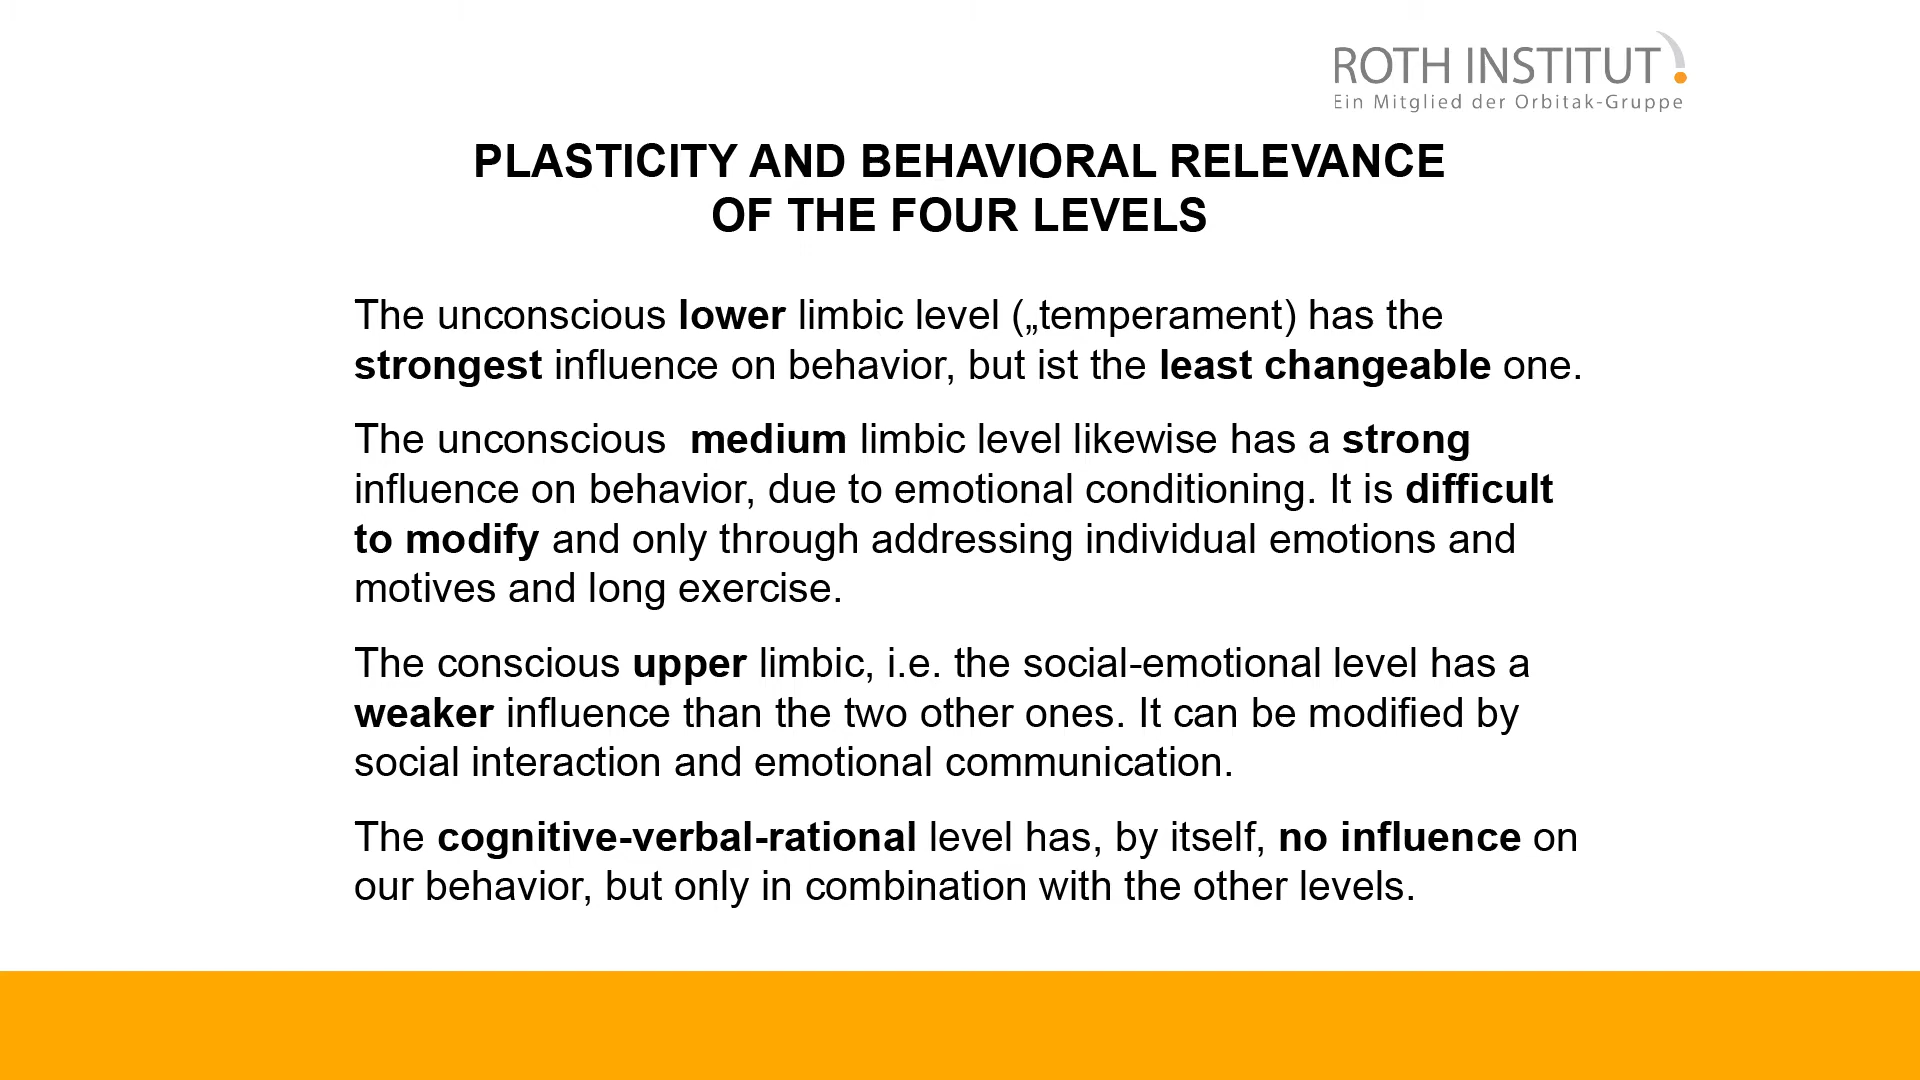 ROTH INSTITUT
Ein Mitglied der Orbitak-Gruppe
PLASTICITY AND BEHAVIORAL RELEVANCE
OF THE FOUR LEVELS
The unconscious lower limbic level („temperament) has the
strongest influence on behavior, but ist the least changeable one.
The unconscious  medium limbic level likewise has a strong
influence on behavior, due to emotional conditioning. It is difficult
to modify and only through addressing individual emotions and
motives and long exercise.
The conscious upper limbic, i.e. the social-emotional level has a
weaker influence than the two other ones. It can be modified by
social interaction and emotional communication.
The cognitive-verbal-rational level has, by itself, no influence on
our behavior, but only in combination with the other levels.